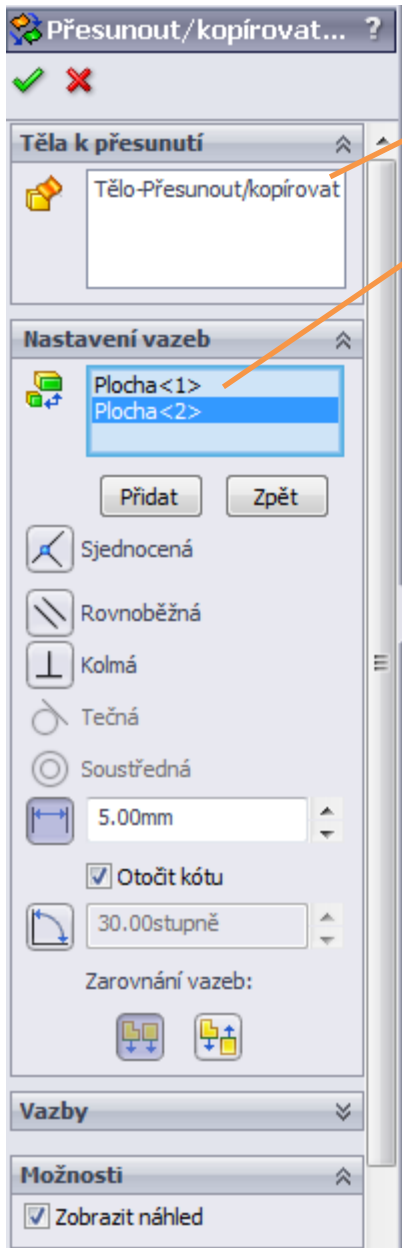 Přesunout/kopírovat... ?
Těla k přesunutí
Tělo-Přesunout/kopírovat
Nastavení vazeb
Plocha<1>
Plocha<2>
Přidat Zpět
Sjednocená
Rovnoběžná
Kolmá
Tečná
Soustředná
5.00mm
Otočit kótu
30.00stupně
Zarovnání vazeb:
Vazby
Možnosti
Zobrazit náhled